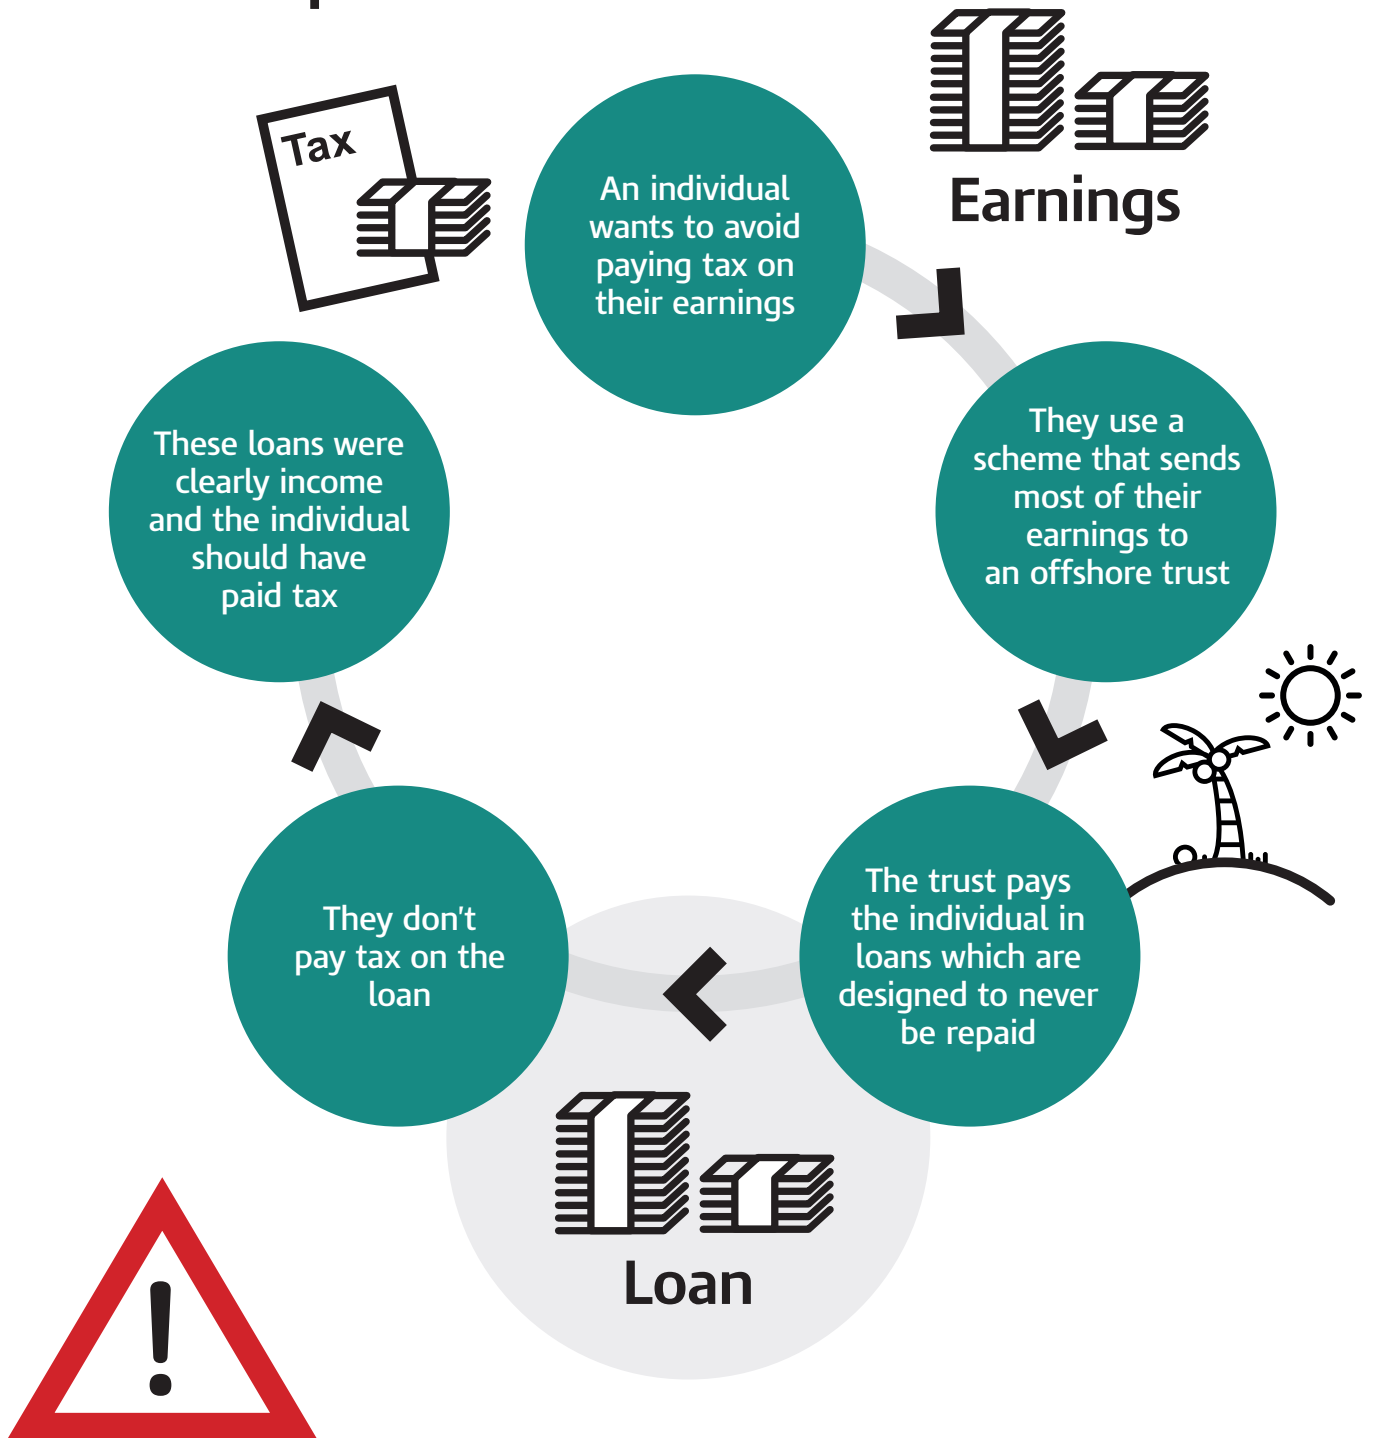 Tax
An individual
wants to avoid
paying tax on
their earnings
Earnings
They use a
scheme that sends
most of their
earnings to
an offshore trust
The trust pays
the individual in
loans which are
designed to never
be repaid
Loan
They don't
pay tax on the
loan
These loans were
clearly income
and the individual
should have
paid tax
!